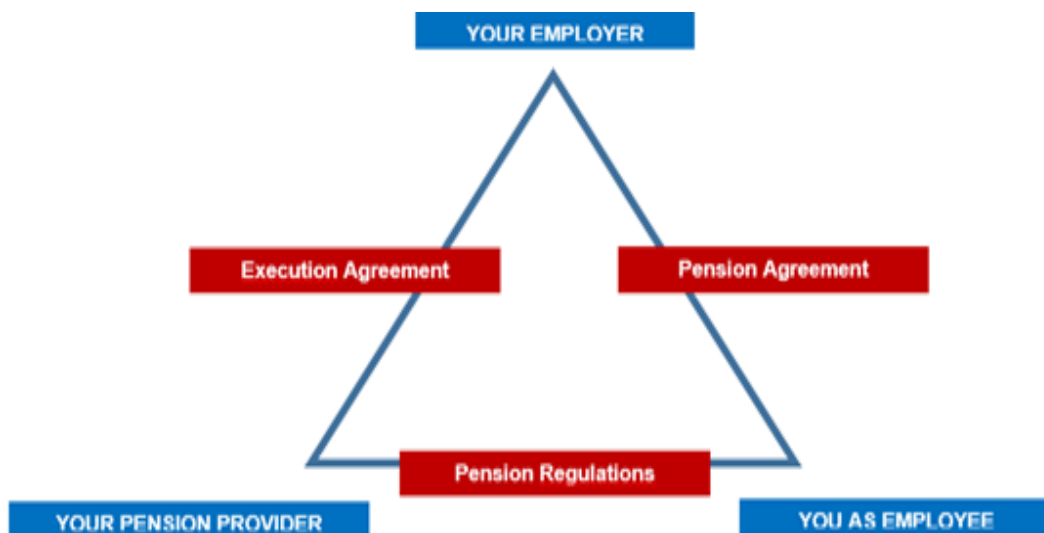 YOUR EMPLOYER
Execution Agreement
Pension Agreement
Pension Regulations
YOUR PENSION PROVIDER
YOU AS EMPLOYEE